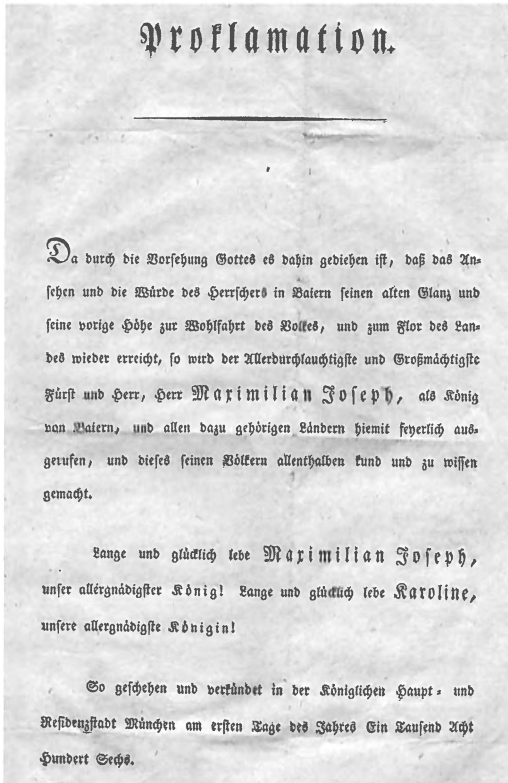 Proklamation.
Da durch die Vorsehung Gottes es dahin gediehen ist, daß das An-
sehen und die Würde des Herrschers in Baiern seinen alten Glanz und
seine vorige Höhe zur Wohlfahrt des Volkes, und zum Flor des Lan-
des wieder erreicht, so wird der Allerdurchlauchtigste und Großmächtigste
Fürst und Herr, Herr Maximilian Joseph, als König
von Baiern, und allen dazu gehörigen Ländern hiemit feyerlich aus-
gerufen, und dieses seinen Völkern allenthalben kund und zu wissen
gemacht.
Lange und glücklich lebe Maximilian Joseph,
unser allergnädigster König! Lange und glücklich lebe Karoline,
unsere allergnädigste Königin!
So geschehen und verkündet in der Königlichen Haupt- und
Residenzstadt München am ersten Tage des Jahres Ein Tausend Acht
Hundert Sechs.